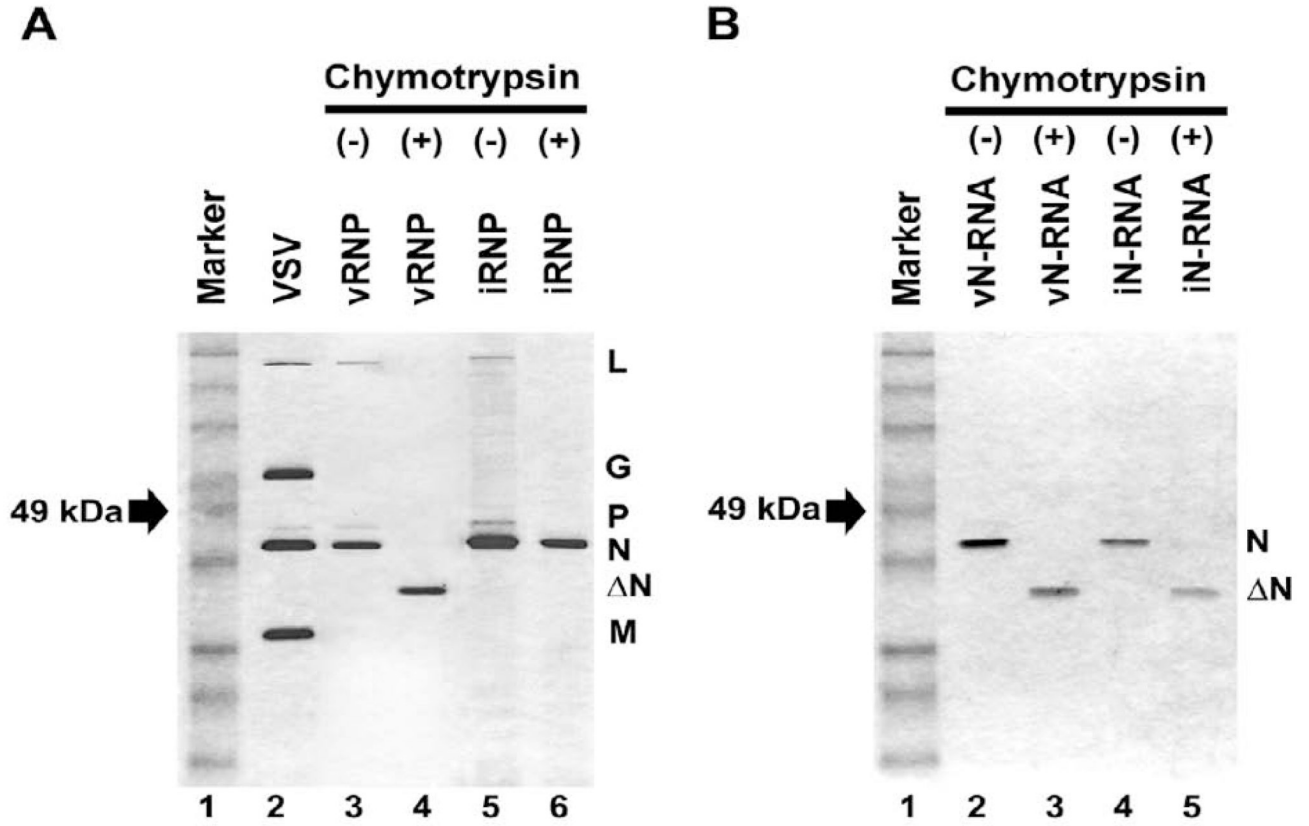 A
Chymotrypsin
(-) (+) (-) (+)
Marker VSV vRNP vRNP iRNP iRNP
L
G
49 kDa
P
N
ΔN
M
1 2 3 4 5 6
B
Chymotrypsin
(-) (+) (-) (+)
Marker vN-RNA vN-RNA iN-RNA iN-RNA
49 kDa
N
ΔN
1 2 3 4 5